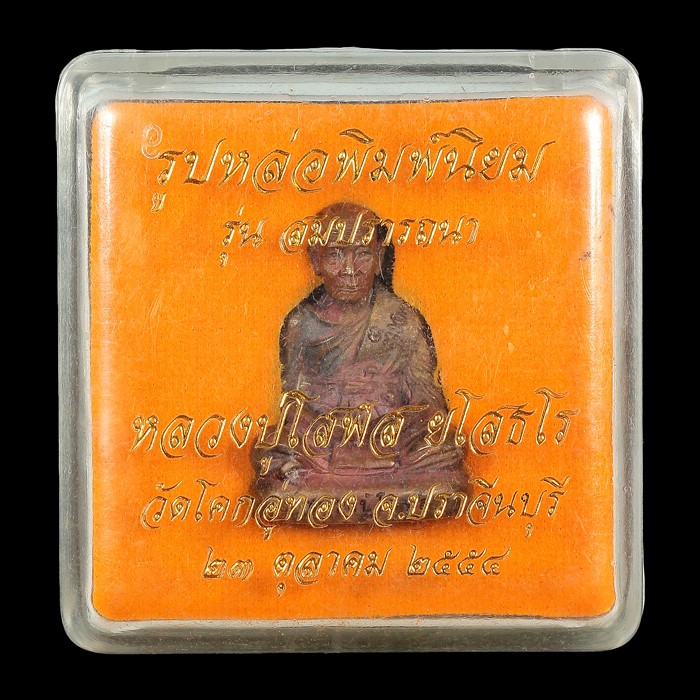 รูปหล่อพิมพ์นิยม
รุ่น สมปรารถนา
หลวงปู่โสฬส ยโสธโร
วัดโคกอู่ทอง จ.ปราจีนบุรี
๒๓ ตุลาคม ๒๕๕๔